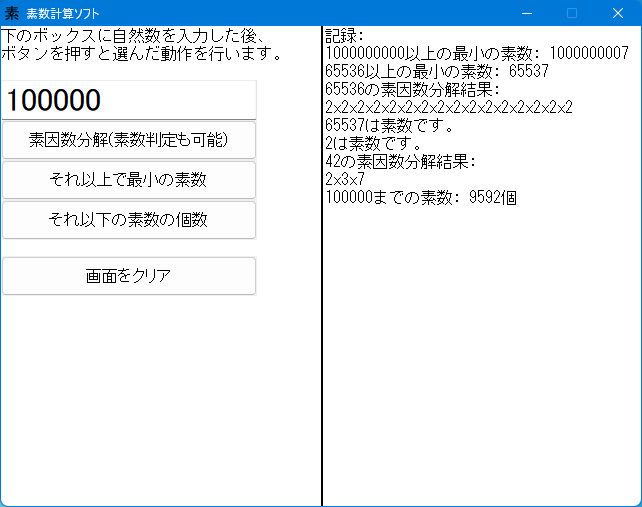 素 素数計算ソフト
下のボックスに自然数を入力した後、
ボタンを押すと選んだ動作を行います。
100000
素因数分解(素数判定も可能)
それ以上で最小の素数
それ以下の素数の個数
画面をクリア
記録:
1000000000以上の最小の素数: 1000000007
65536以上の最小の素数: 65537
65536の素因数分解結果:
2x2x2x2x2x2x2x2x2x2x2x2x2x2x2x2
65537は素数です。
2は素数です。
42の素因数分解結果:
2x3x7
100000までの素数: 9592個